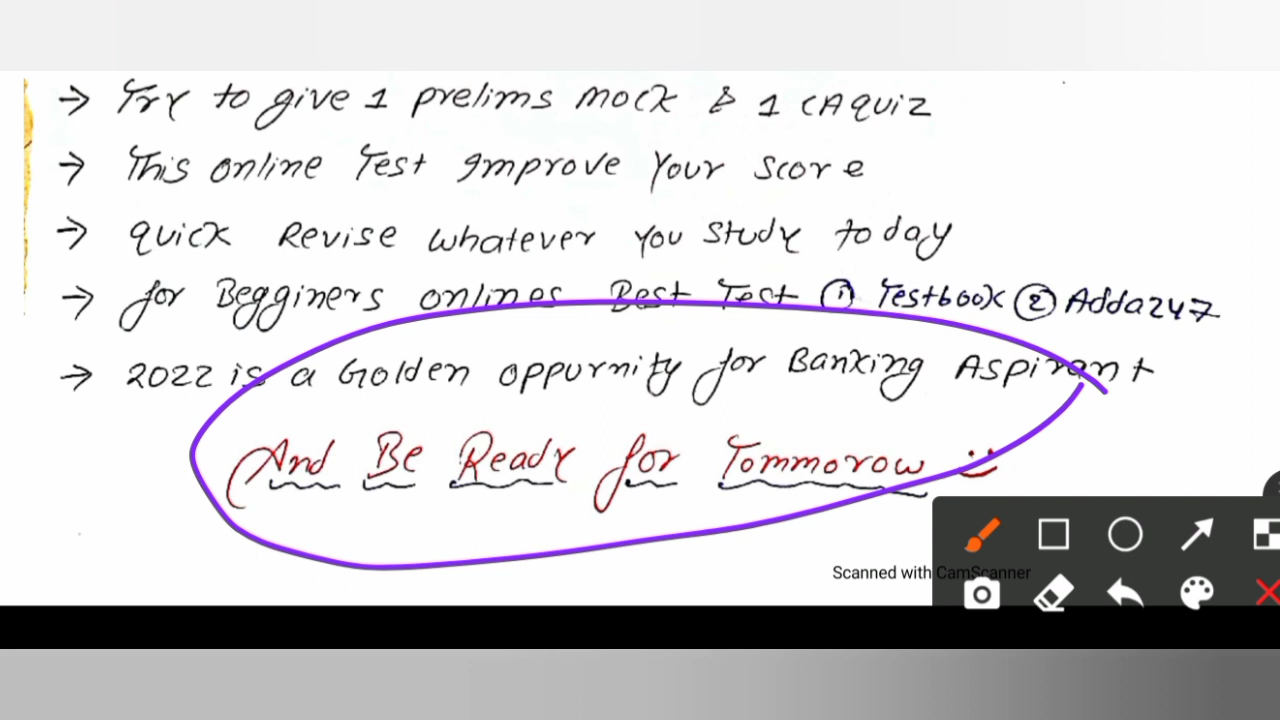 → Try to give 1 prelims mock & 1 CA quiz
→ This online Test Improve Your Score
→ quick Revise whatever you study today
→ for Begginers onlines Best Test ① Testbook ② Adda247
→ 2022 is a Golden oppurnity for Banking Aspirant
And Be Ready for Tommorow
Scanned with CamScanner